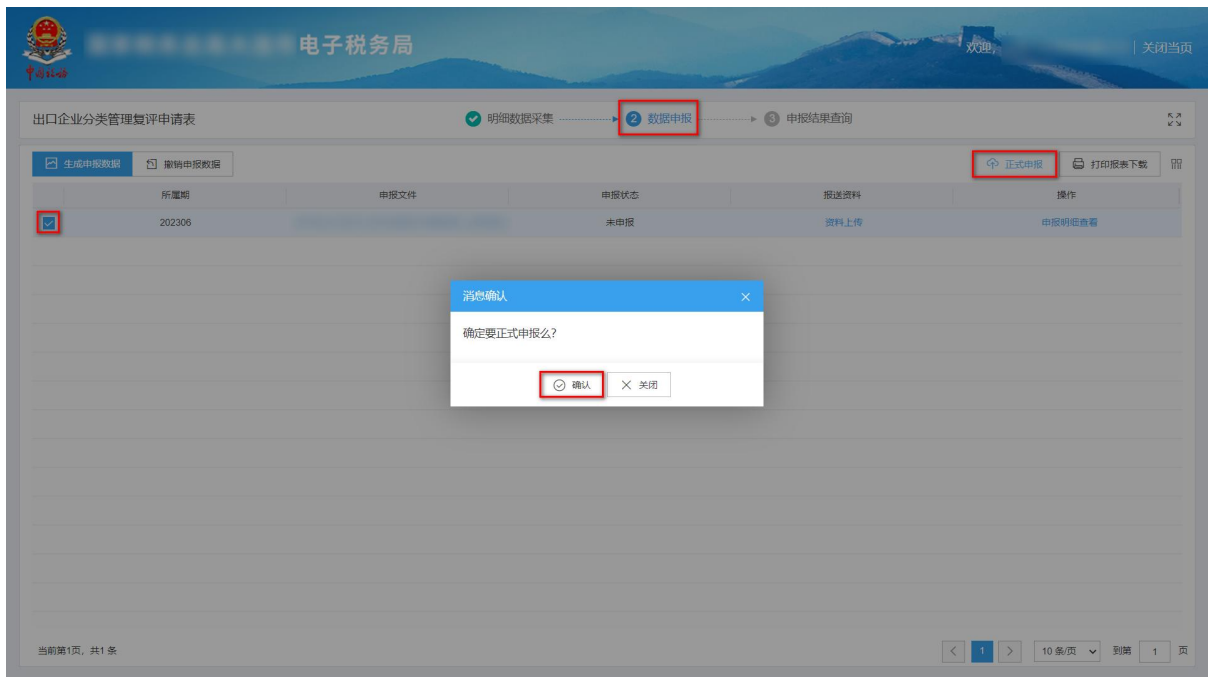 电子税务局
欢迎,
关闭当页
中国税务
出口企业分类管理复评申请表
明细数据采集
2 数据申报
3 申报结果查询
生成申报数据
撤销申报数据
正式申报
打印报表下载
所属期 申报文件 申报状态 报送资料 操作
202306 未申报 资料上传 申报明细查看
消息确认
确定要正式申报么?
确认
关闭
当前第1页, 共1 条
1
10 条/页
到第 1 页